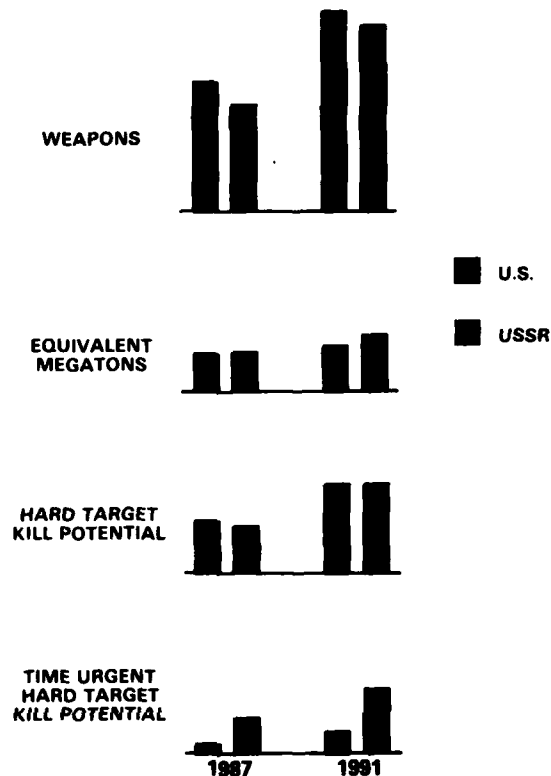 WEAPONS
U.S.
USSR
EQUIVALENT
MEGATONS
HARD TARGET
KILL POTENTIAL
TIME URGENT
HARD TARGET
KILL POTENTIAL
1987
1991